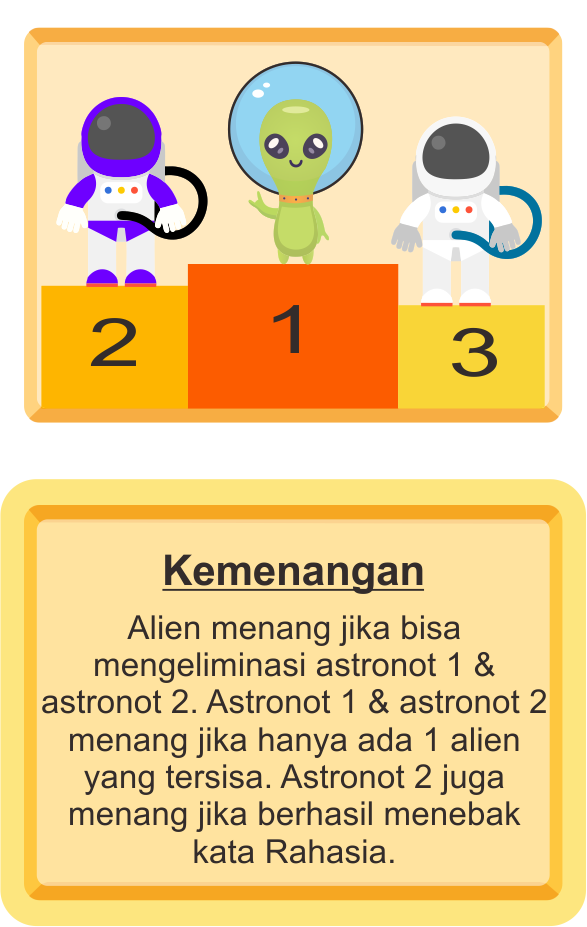 1
2
3
Kemenangan
Alien menang jika bisa
mengeliminasi astronot 1 &
astronot 2. Astronot 1 & astronot 2
menang jika hanya ada 1 alien
yang tersisa. Astronot 2 juga
menang jika berhasil menebak
kata Rahasia.